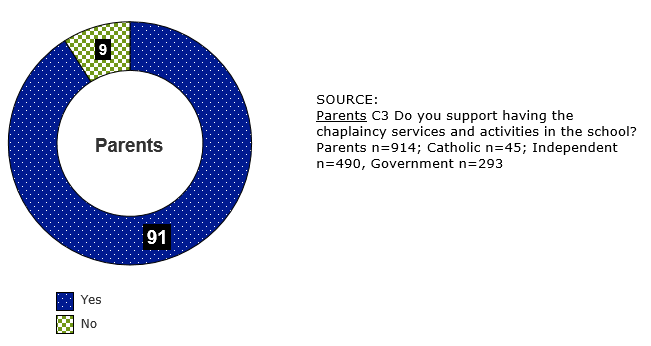 9
Parents
91
Yes
No
SOURCE:
Parents C3 Do you support having the
chaplaincy services and activities in the school?
Parents n=914; Catholic n=45; Independent
n=490, Government n=293